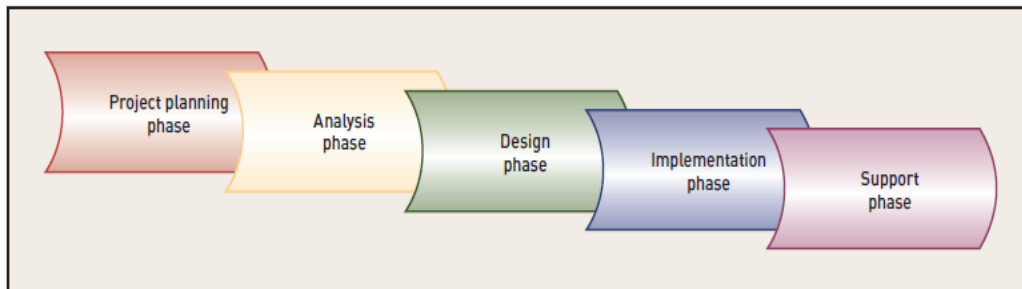 Project planning
phase
Analysis
phase
Design
phase
Implementation
phase
Support
phase